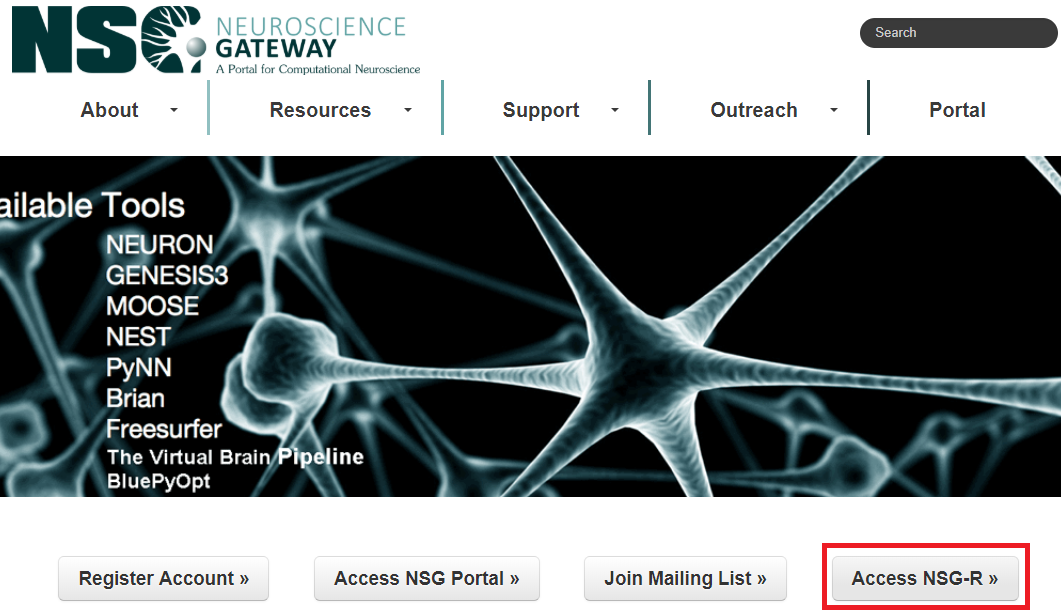 NSG NEUROSCIENCE
GATEWAY
A Portal for Computational Neuroscience
Search
About Resources Support Outreach Portal
ailable Tools
NEURON
GENESIS3
MOOSE
NEST
PyNN
Brian
Freesurfer
The Virtual Brain Pipeline
BluePyOpt
Register Account » Access NSG Portal » Join Mailing List » Access NSG-R »